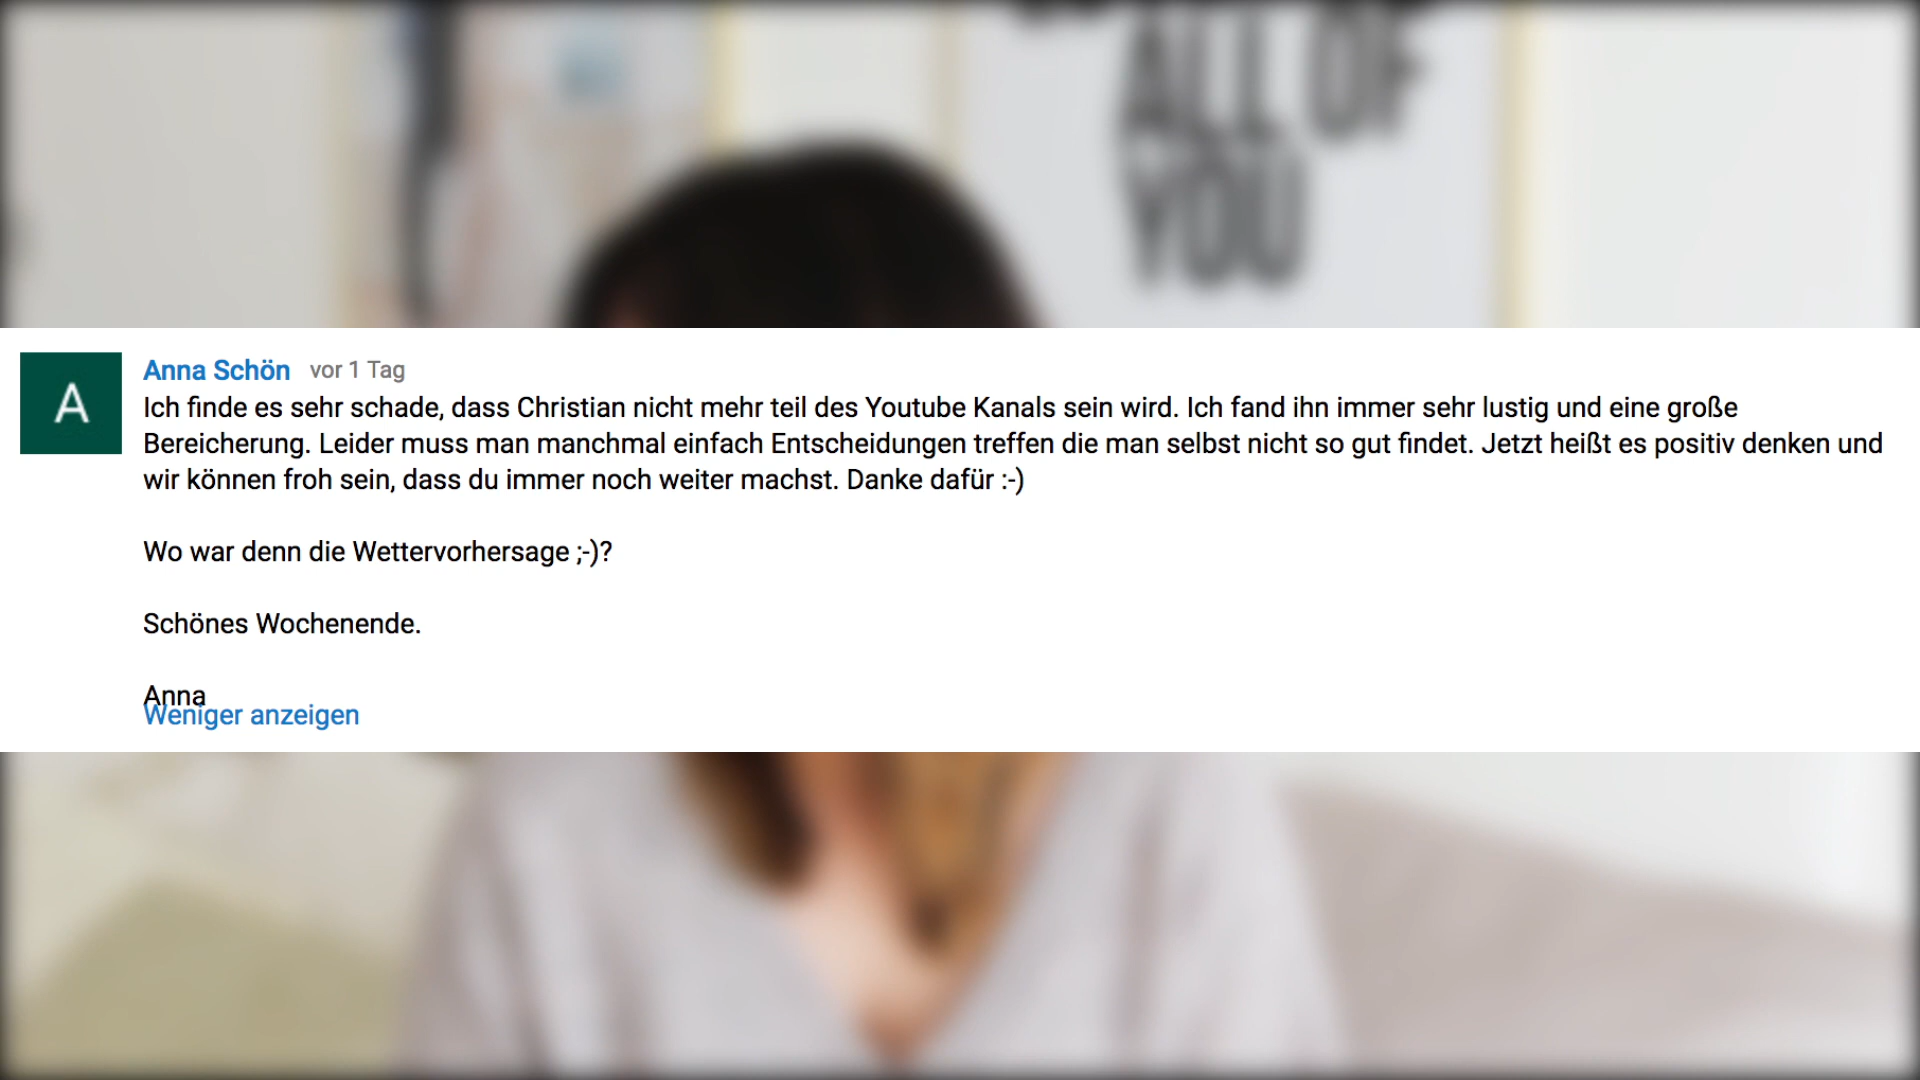 ALL OF
YOU
A
Anna Schön vor 1 Tag
Ich finde es sehr schade, dass Christian nicht mehr teil des Youtube Kanals sein wird. Ich fand ihn immer sehr lustig und eine große
Bereicherung. Leider muss man manchmal einfach Entscheidungen treffen die man selbst nicht so gut findet. Jetzt heißt es positiv denken und
wir können froh sein, dass du immer noch weiter machst. Danke dafür :-)
Wo war denn die Wettervorhersage ;-)?
Schönes Wochenende.
Anna
Weniger anzeigen